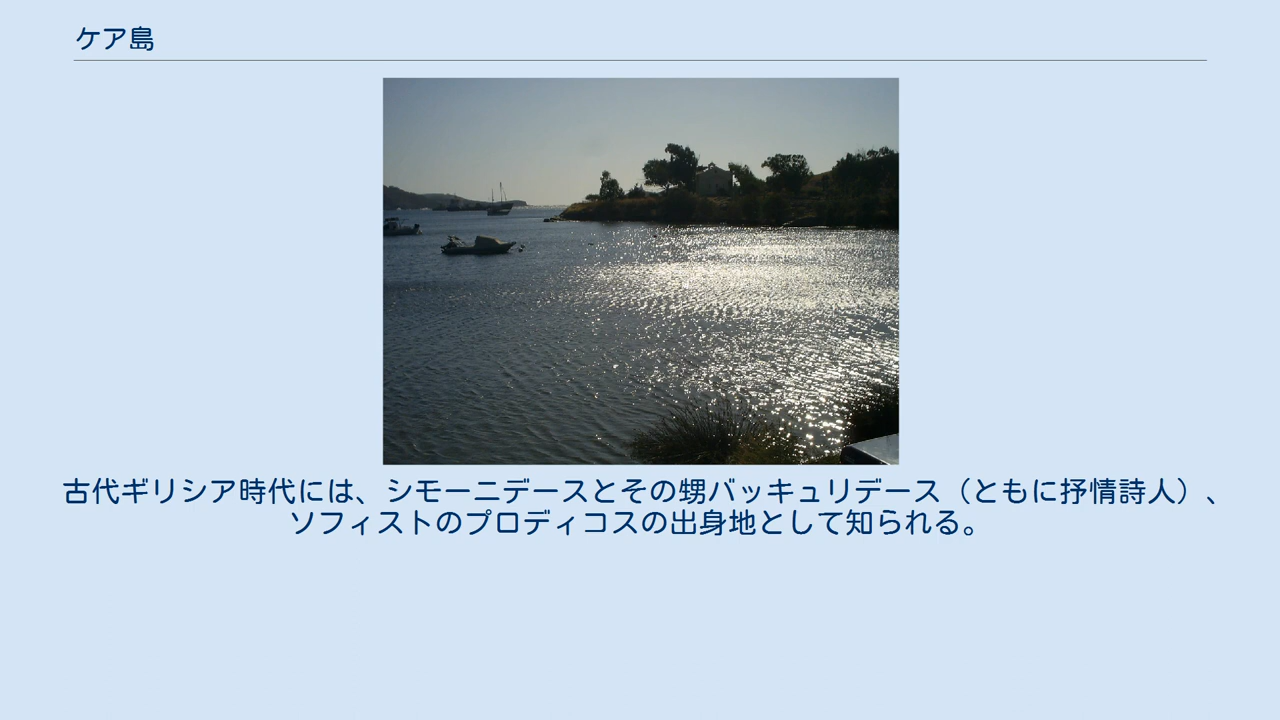 ケア島
古代ギリシア時代には、シモーニデースとその甥バッキュリデース（ともに抒情詩人）、
ソフィストのプロディコスの出身地として知られる。